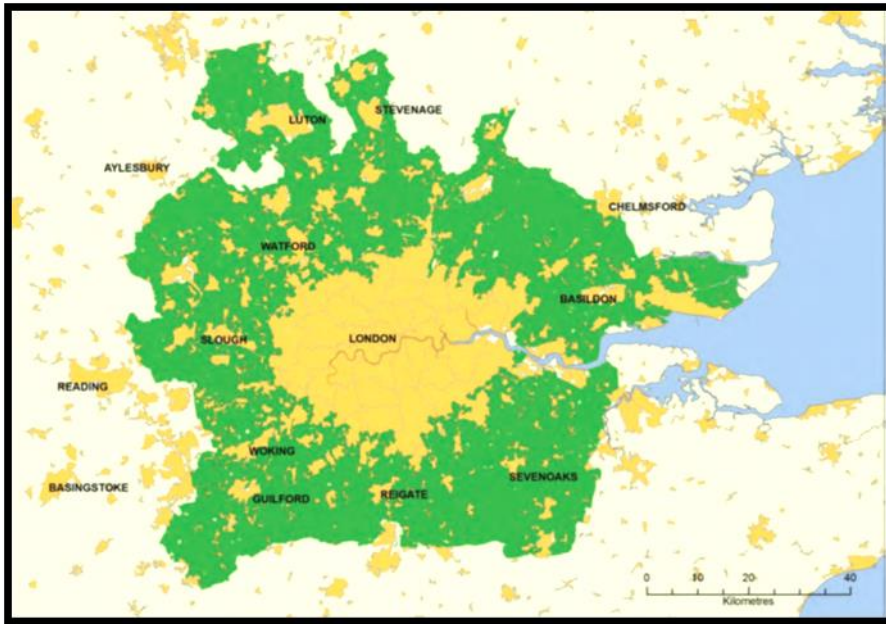 STEVENAGE
LUTON
AYLESBURY
CHELMSFORD
WATFORD
BASILDON
SLOUGH
LONDON
READING
WOKING
SEVENOAKS
BASINGSTOKE
GUILFORD
REIGATE
0 10 20 40
Kilometres